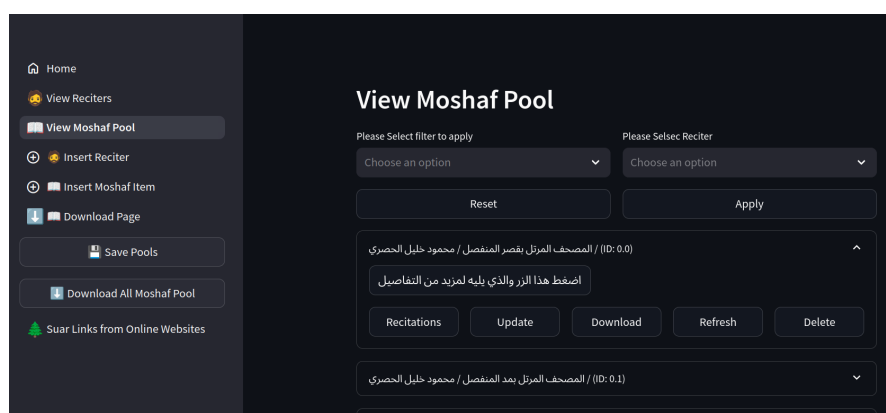 Home
View Reciters
View Moshaf Pool
Insert Reciter
Insert Moshaf Item
Download Page
Save Pools
Download All Moshaf Pool
Suar Links from Online Websites
View Moshaf Pool
Please Select filter to apply
Please Selsec Reciter
Choose an option
Choose an option
Reset
Apply
(ID: 0.0) / المصحف المرتل بقصر المنفصل / محمود خليل الحصري
اضغط هذا الزر والذي يليه لمزيد من التفاصيل
Recitations
Update
Download
Refresh
Delete
(ID: 0.1) / المصحف المرتل بمد المنفصل / محمود خليل الحصري